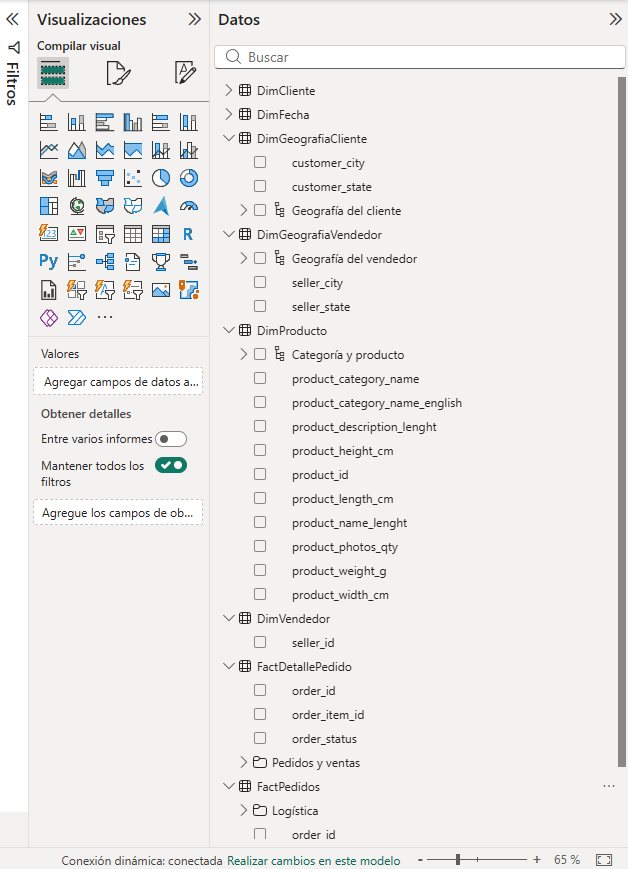 Filtros
Visualizaciones
Compilar visual
123
R
Py
Valores
Agregar campos de datos a...
Obtener detalles
Entre varios informes
Mantener todos los
filtros
Agregue los campos de ob...
Datos
Buscar
DimCliente
DimFecha
DimGeografiaCliente
customer_city
customer_state
Geografía del cliente
DimGeografiaVendedor
Geografía del vendedor
seller_city
seller_state
DimProducto
Categoría y producto
product_category_name
product_category_name_english
product_description_lenght
product_height_cm
product_id
product_length_cm
product_name_lenght
product_photos_qty
product_weight_g
product_width_cm
DimVendedor
seller_id
FactDetallePedido
order_id
order_item_id
order_status
Pedidos y ventas
FactPedidos
Logística
order_id
Conexión dinámica: conectada Realizar cambios en este modelo - + 65 %